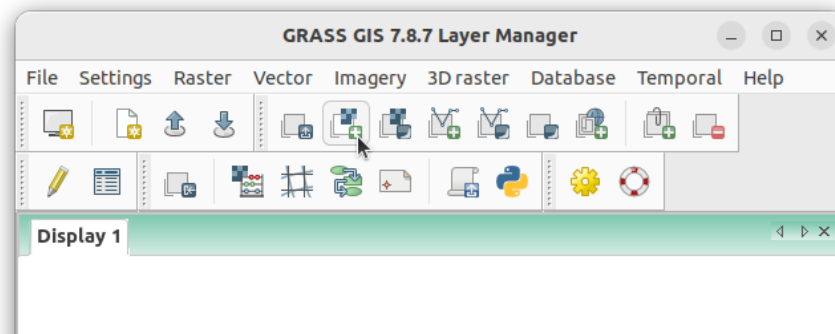 GRASS GIS 7.8.7 Layer Manager
File Settings Raster Vector Imagery 3D raster Database Temporal Help
Display 1